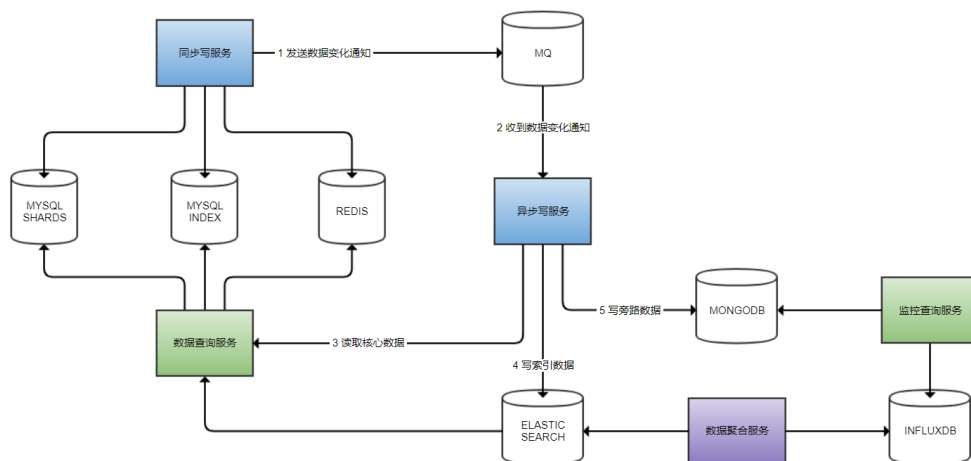 同步写服务
1 发送数据变化通知
MQ
2 收到数据变化通知
MYSQL
SHARDS
MYSQL
INDEX
REDIS
异步写服务
数据查询服务
3 读取核心数据
5 写旁路数据
MONGODB
监控查询服务
4 写索引数据
ELASTIC
SEARCH
数据聚合服务
INFLUXDB